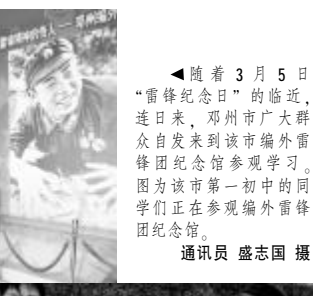 ◀随着3月5日
“雷锋纪念日”的临近，
连日来，邓州市广大群
众自发来到该市编外雷
锋团纪念馆参观学习。
图为该市第一初中的同
学们正在参观编外雷锋
团纪念馆。
通讯员 盛志国 摄